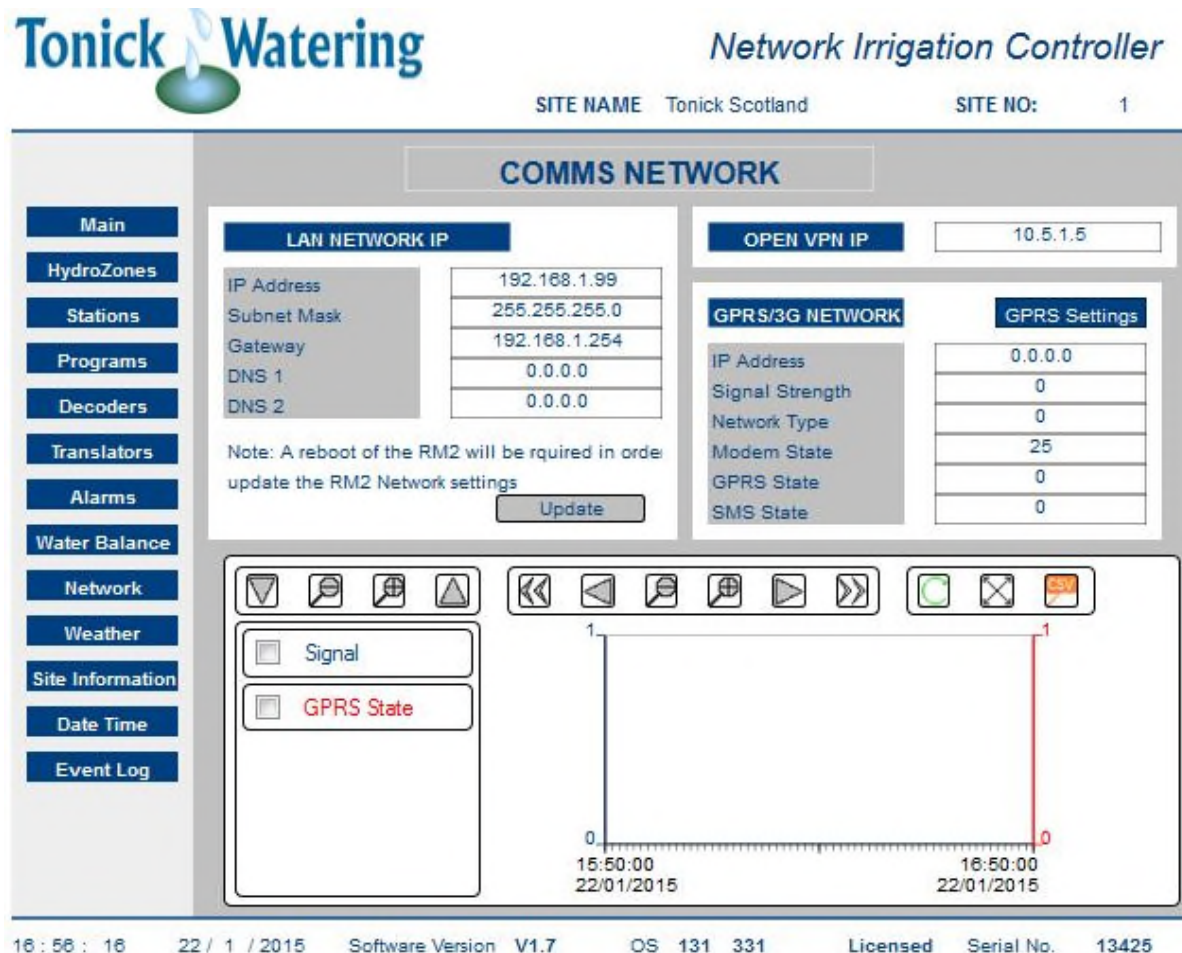 Tonick Watering
Network Irrigation Controller
SITE NAME Tonick Scotland SITE NO: 1
COMMS NETWORK
Main
HydroZones
Stations
Programs
Decoders
Translators
Alarms
Water Balance
Network
Weather
Site Information
Date Time
Event Log
LAN NETWORK IP
IP Address 192.168.1.99
Subnet Mask 255.255.255.0
Gateway 192.168.1.254
DNS 1 0.0.0.0
DNS 2 0.0.0.0
Note: A reboot of the RM2 will be rquired in orde
update the RM2 Network settings
Update
OPEN VPN IP 10.5.1.5
GPRS/3G NETWORK GPRS Settings
IP Address 0.0.0.0
Signal Strength 0
Network Type 0
Modem State 25
GPRS State 0
SMS State 0
CSV
Signal
GPRS State
1 1
0 0
15:50:00 16:50:00
22/01/2015 22/01/2015
16 : 56 : 16 22 / 1 / 2015 Software Version V1.7 OS 131 331 Licensed Serial No. 13425